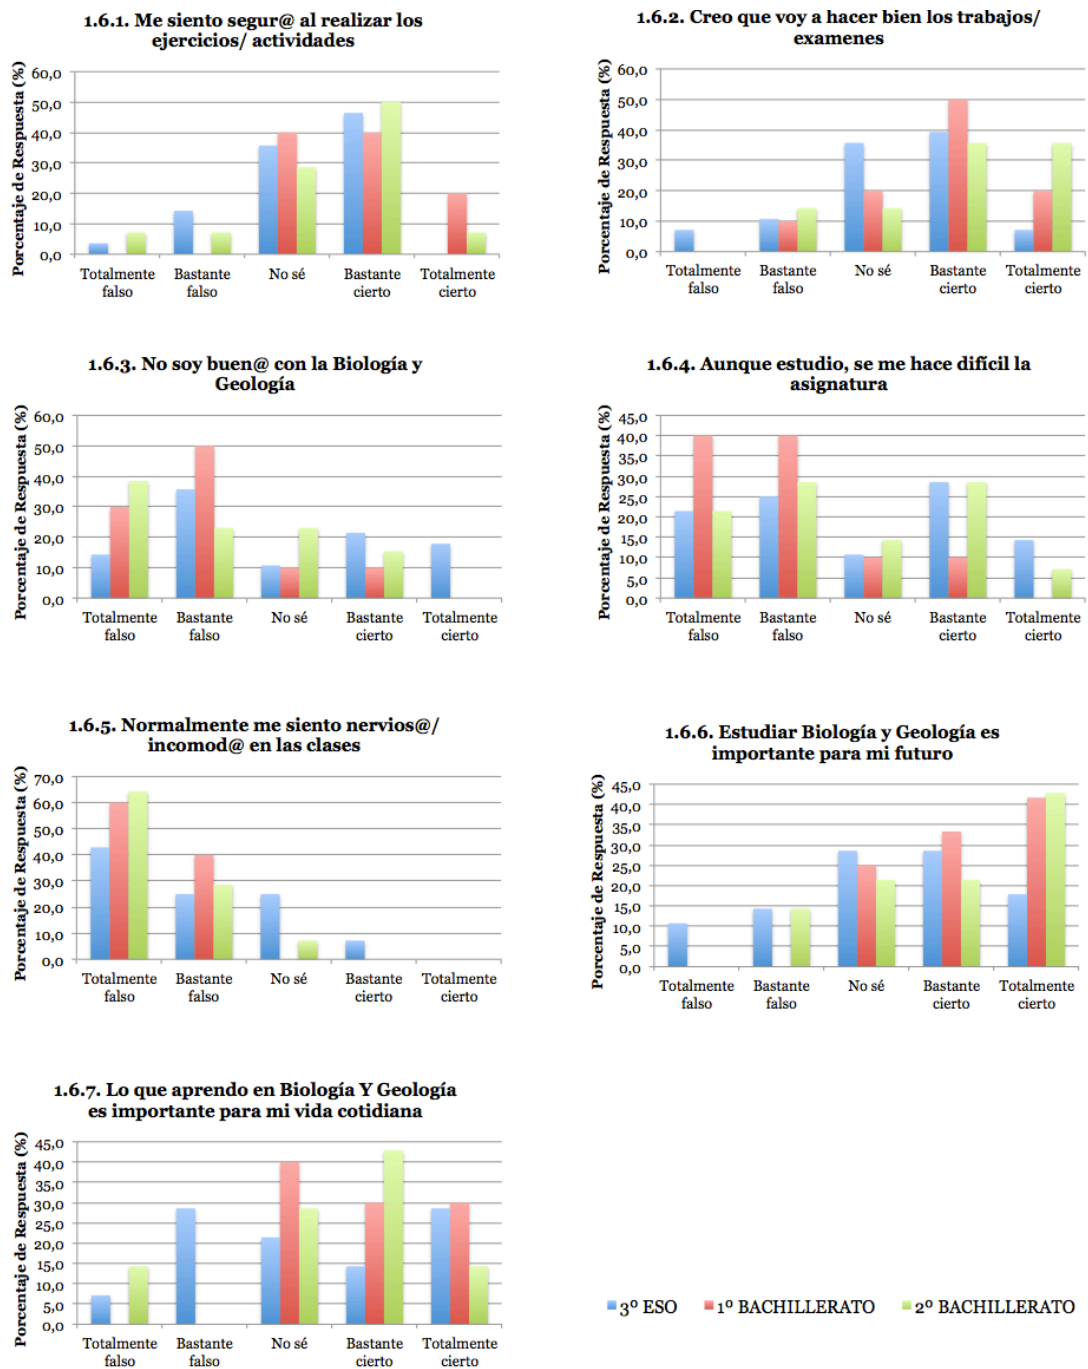 1.6.1. Me siento segur@ al realizar los
ejercicios/ actividades
Porcentaje de Respuesta (%)
60,0
50,0
40,0
30,0
20,0
10,0
0,0
Totalmente falso
Bastante falso
No sé
Bastante cierto
Totalmente cierto
1.6.2. Creo que voy a hacer bien los trabajos/
examenes
Porcentaje de Respuesta (%)
60,0
50,0
40,0
30,0
20,0
10,0
0,0
Totalmente falso
Bastante falso
No sé
Bastante cierto
Totalmente cierto
1.6.3. No soy buen@ con la Biología y
Geología
Porcentaje de Respuesta (%)
60,0
50,0
40,0
30,0
20,0
10,0
0,0
Totalmente falso
Bastante falso
No sé
Bastante cierto
Totalmente cierto
1.6.4. Aunque estudio, se me hace difícil la
asignatura
Porcentaje de Respuesta (%)
45,0
40,0
35,0
30,0
25,0
20,0
15,0
10,0
5,0
0,0
Totalmente falso
Bastante falso
No sé
Bastante cierto
Totalmente cierto
1.6.5. Normalmente me siento nervios@/
incomod@ en las clases
Porcentaje de Respuesta (%)
70,0
60,0
50,0
40,0
30,0
20,0
10,0
0,0
Totalmente falso
Bastante falso
No sé
Bastante cierto
Totalmente cierto
1.6.6. Estudiar Biología y Geología es
importante para mi futuro
Porcentaje de Respuesta (%)
45,0
40,0
35,0
30,0
25,0
20,0
15,0
10,0
5,0
0,0
Totalmente falso
Bastante falso
No sé
Bastante cierto
Totalmente cierto
1.6.7. Lo que aprendo en Biología Y Geología
es importante para mi vida cotidiana
Porcentaje de Respuesta (%)
45,0
40,0
35,0
30,0
25,0
20,0
15,0
10,0
5,0
0,0
Totalmente falso
Bastante falso
No sé
Bastante cierto
Totalmente cierto
3º ESO
1º BACHILLERATO
2º BACHILLERATO